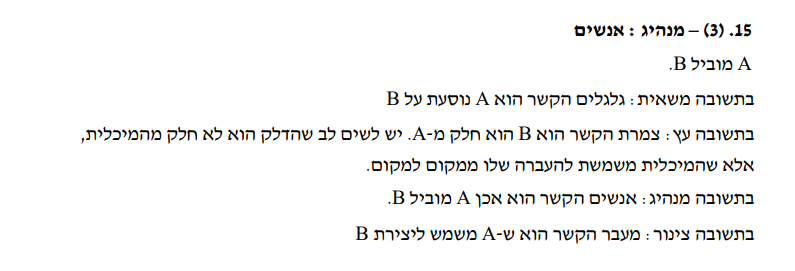 15. (3) – מנהיג : אנשים
A מוביל B.
בתשובה משאית : גלגלים הקשר הוא A נוסעת על B
בתשובה עץ : צמרת הקשר הוא B הוא חלק מ-A. יש לשים לב שהדלק הוא לא חלק מהמיכלית,
אלא שהמיכלית משמשת להעברה שלו ממקום למקום.
בתשובה מנהיג : אנשים הקשר הוא אכן A מוביל B.
בתשובה צינור : מעבר הקשר הוא ש-A משמש ליצירת B